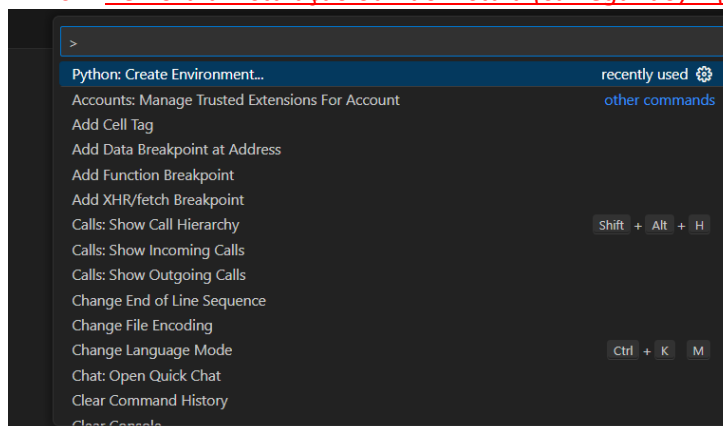 >
Python: Create Environment... recently used
Accounts: Manage Trusted Extensions For Account other commands
Add Cell Tag
Add Data Breakpoint at Address
Add Function Breakpoint
Add XHR/fetch Breakpoint
Calls: Show Call Hierarchy Shift + Alt + H
Calls: Show Incoming Calls
Calls: Show Outgoing Calls
Change End of Line Sequence
Change File Encoding
Change Language Mode Ctrl + K M
Chat: Open Quick Chat
Clear Command History
Clear Console